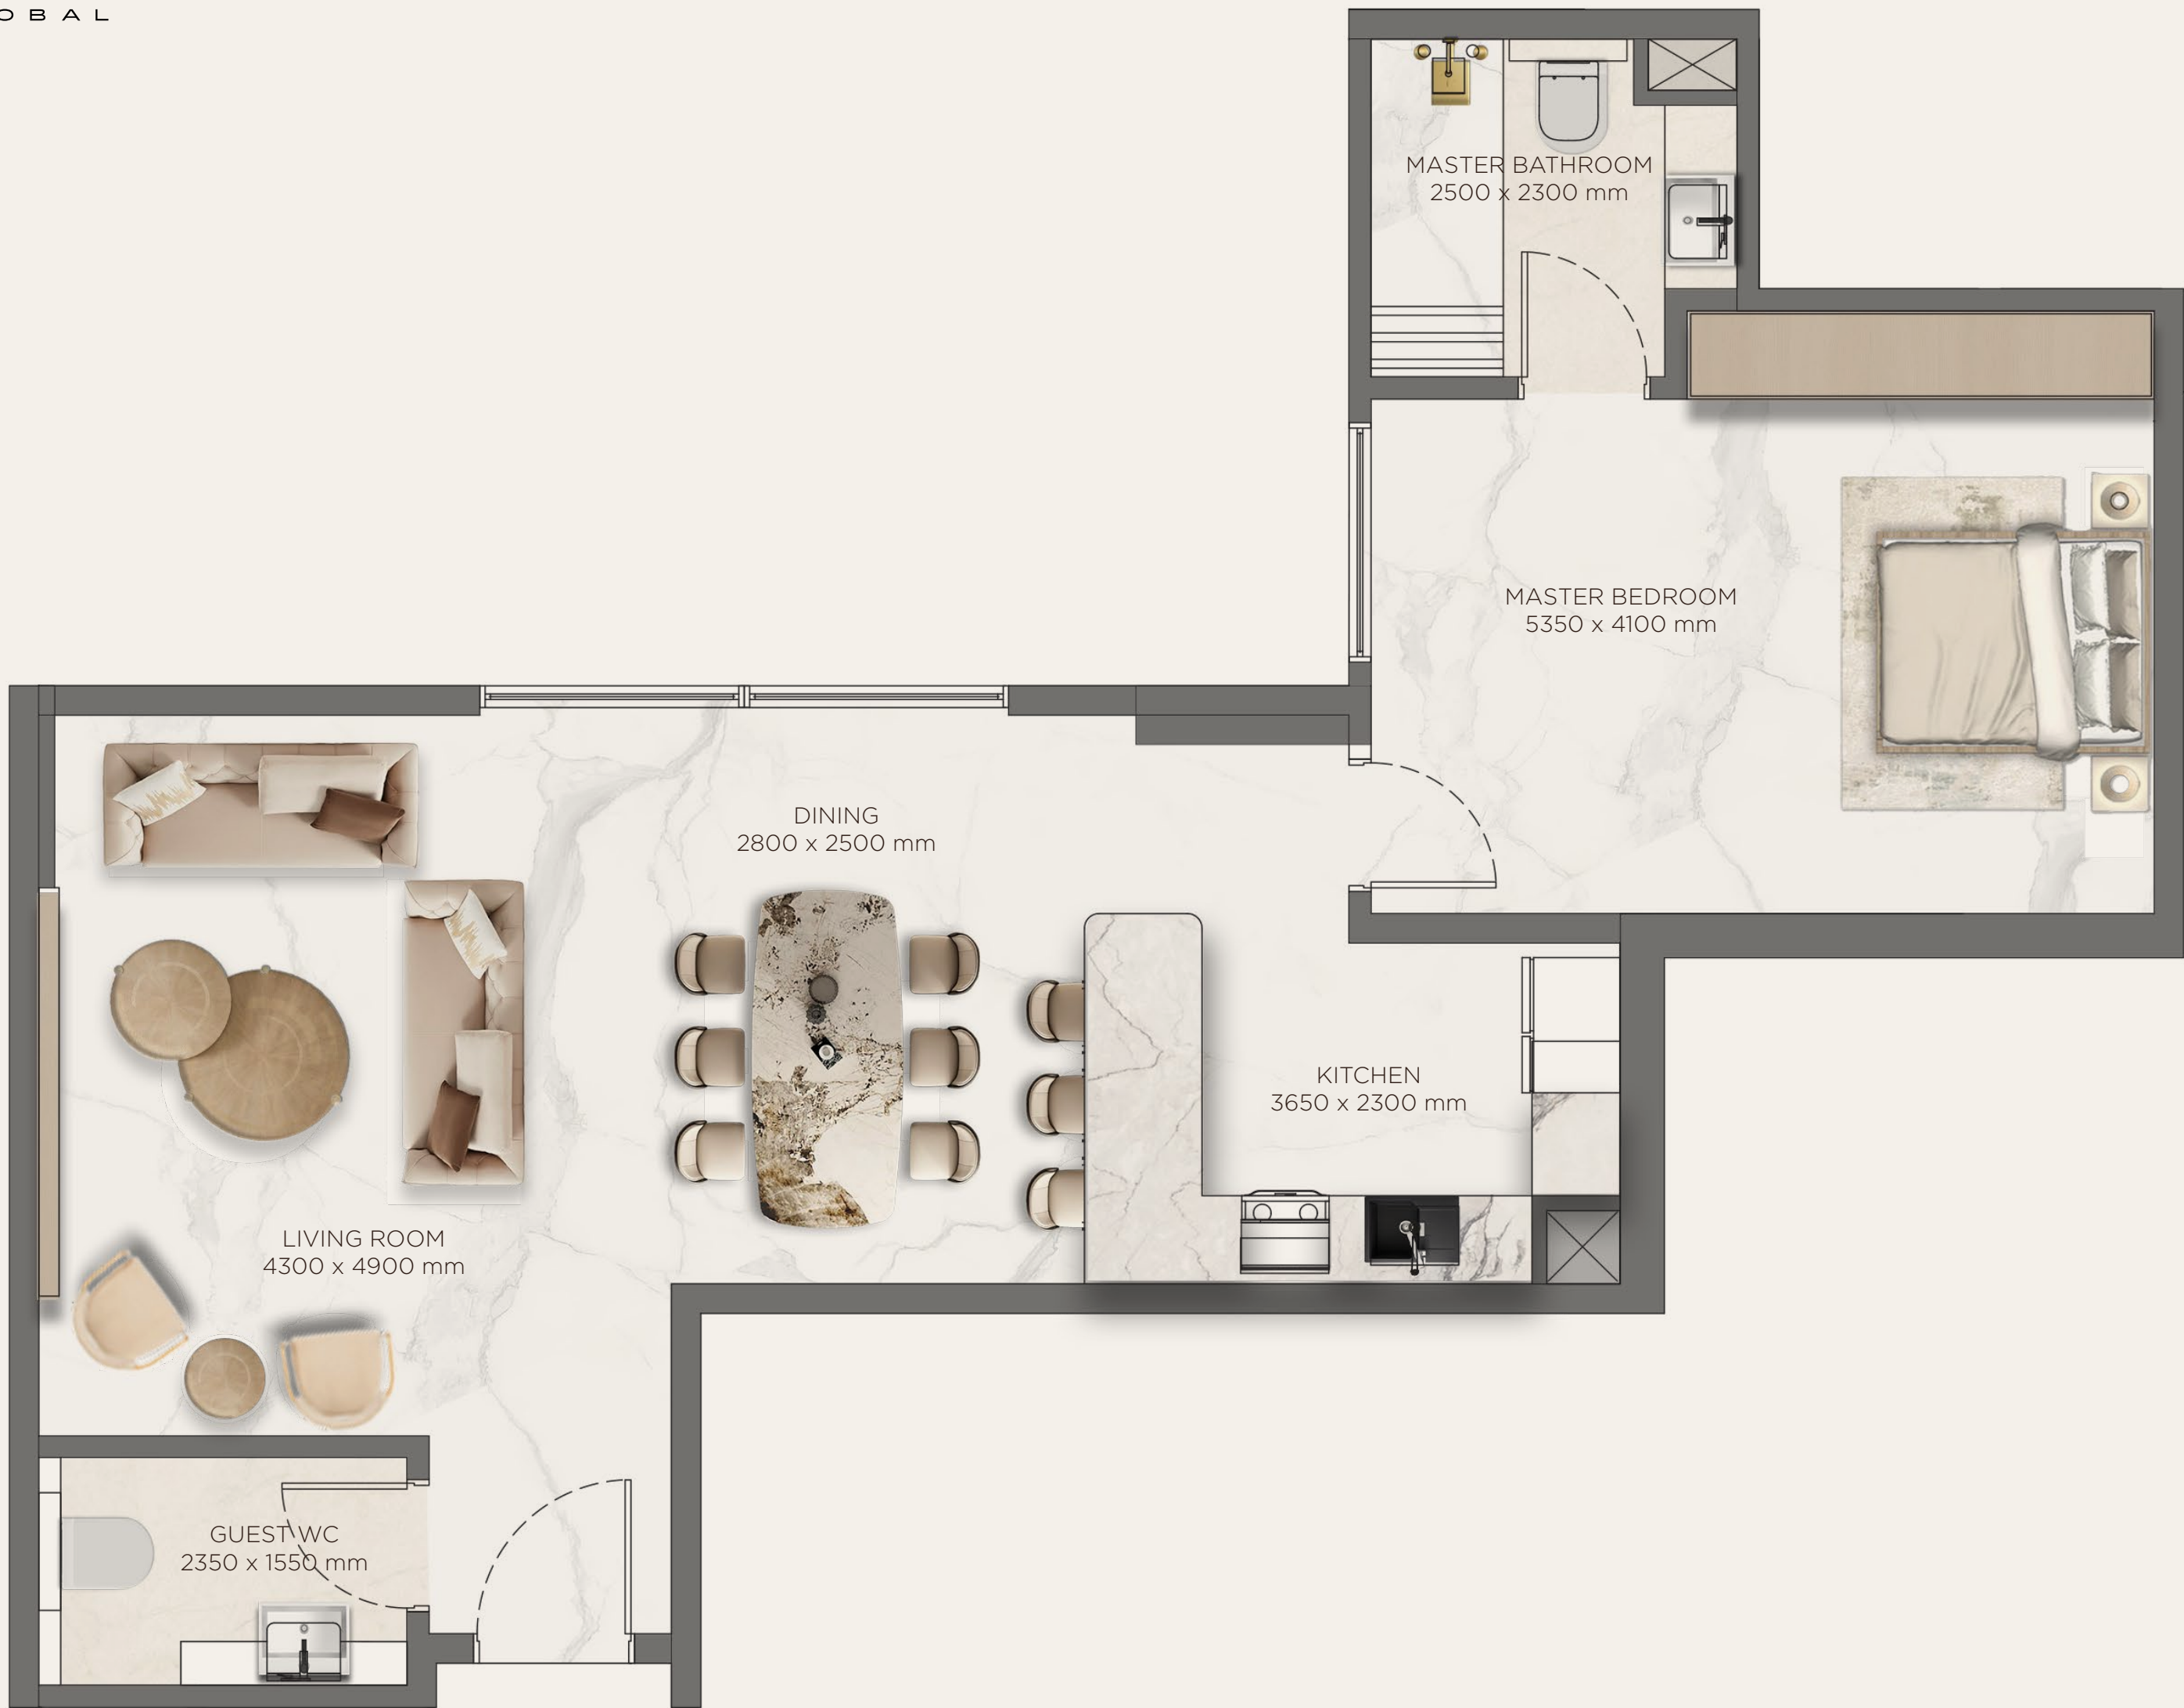 OBAL
MASTER BATHROOM
2500 x 2300 mm
MASTER BEDROOM
5350 x 4100 mm
DINING
2800 x 2500 mm
KITCHEN
3650 x 2300 mm
LIVING ROOM
4300 x 4900 mm
GUEST WC
2350 x 1550 mm